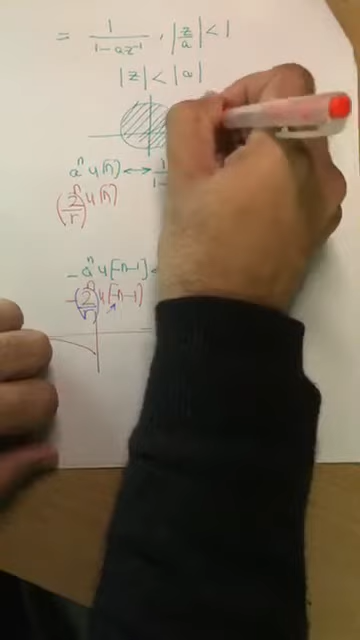 = 1/(1-az⁻¹) , |z/a| < 1
|z| < |a|
aⁿ u[n] ↔ 1/1-
(2/r)ⁿ u[n]
-aⁿ u[-n-1]
-(2/r)ⁿ u[-n-1]